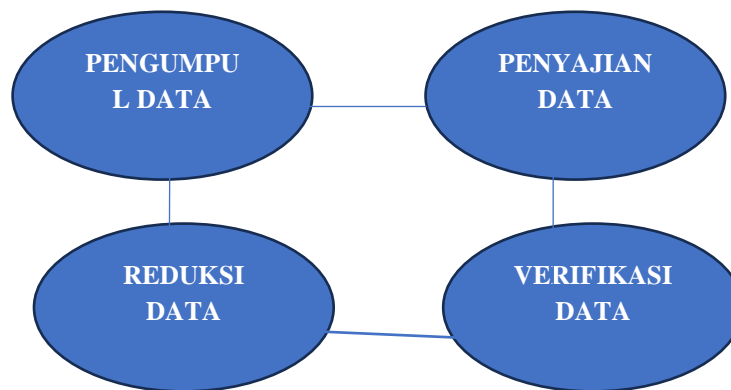 PENGUMPU
L DATA
PENYAJIAN
DATA
REDUKSI
DATA
VERIFIKASI
DATA